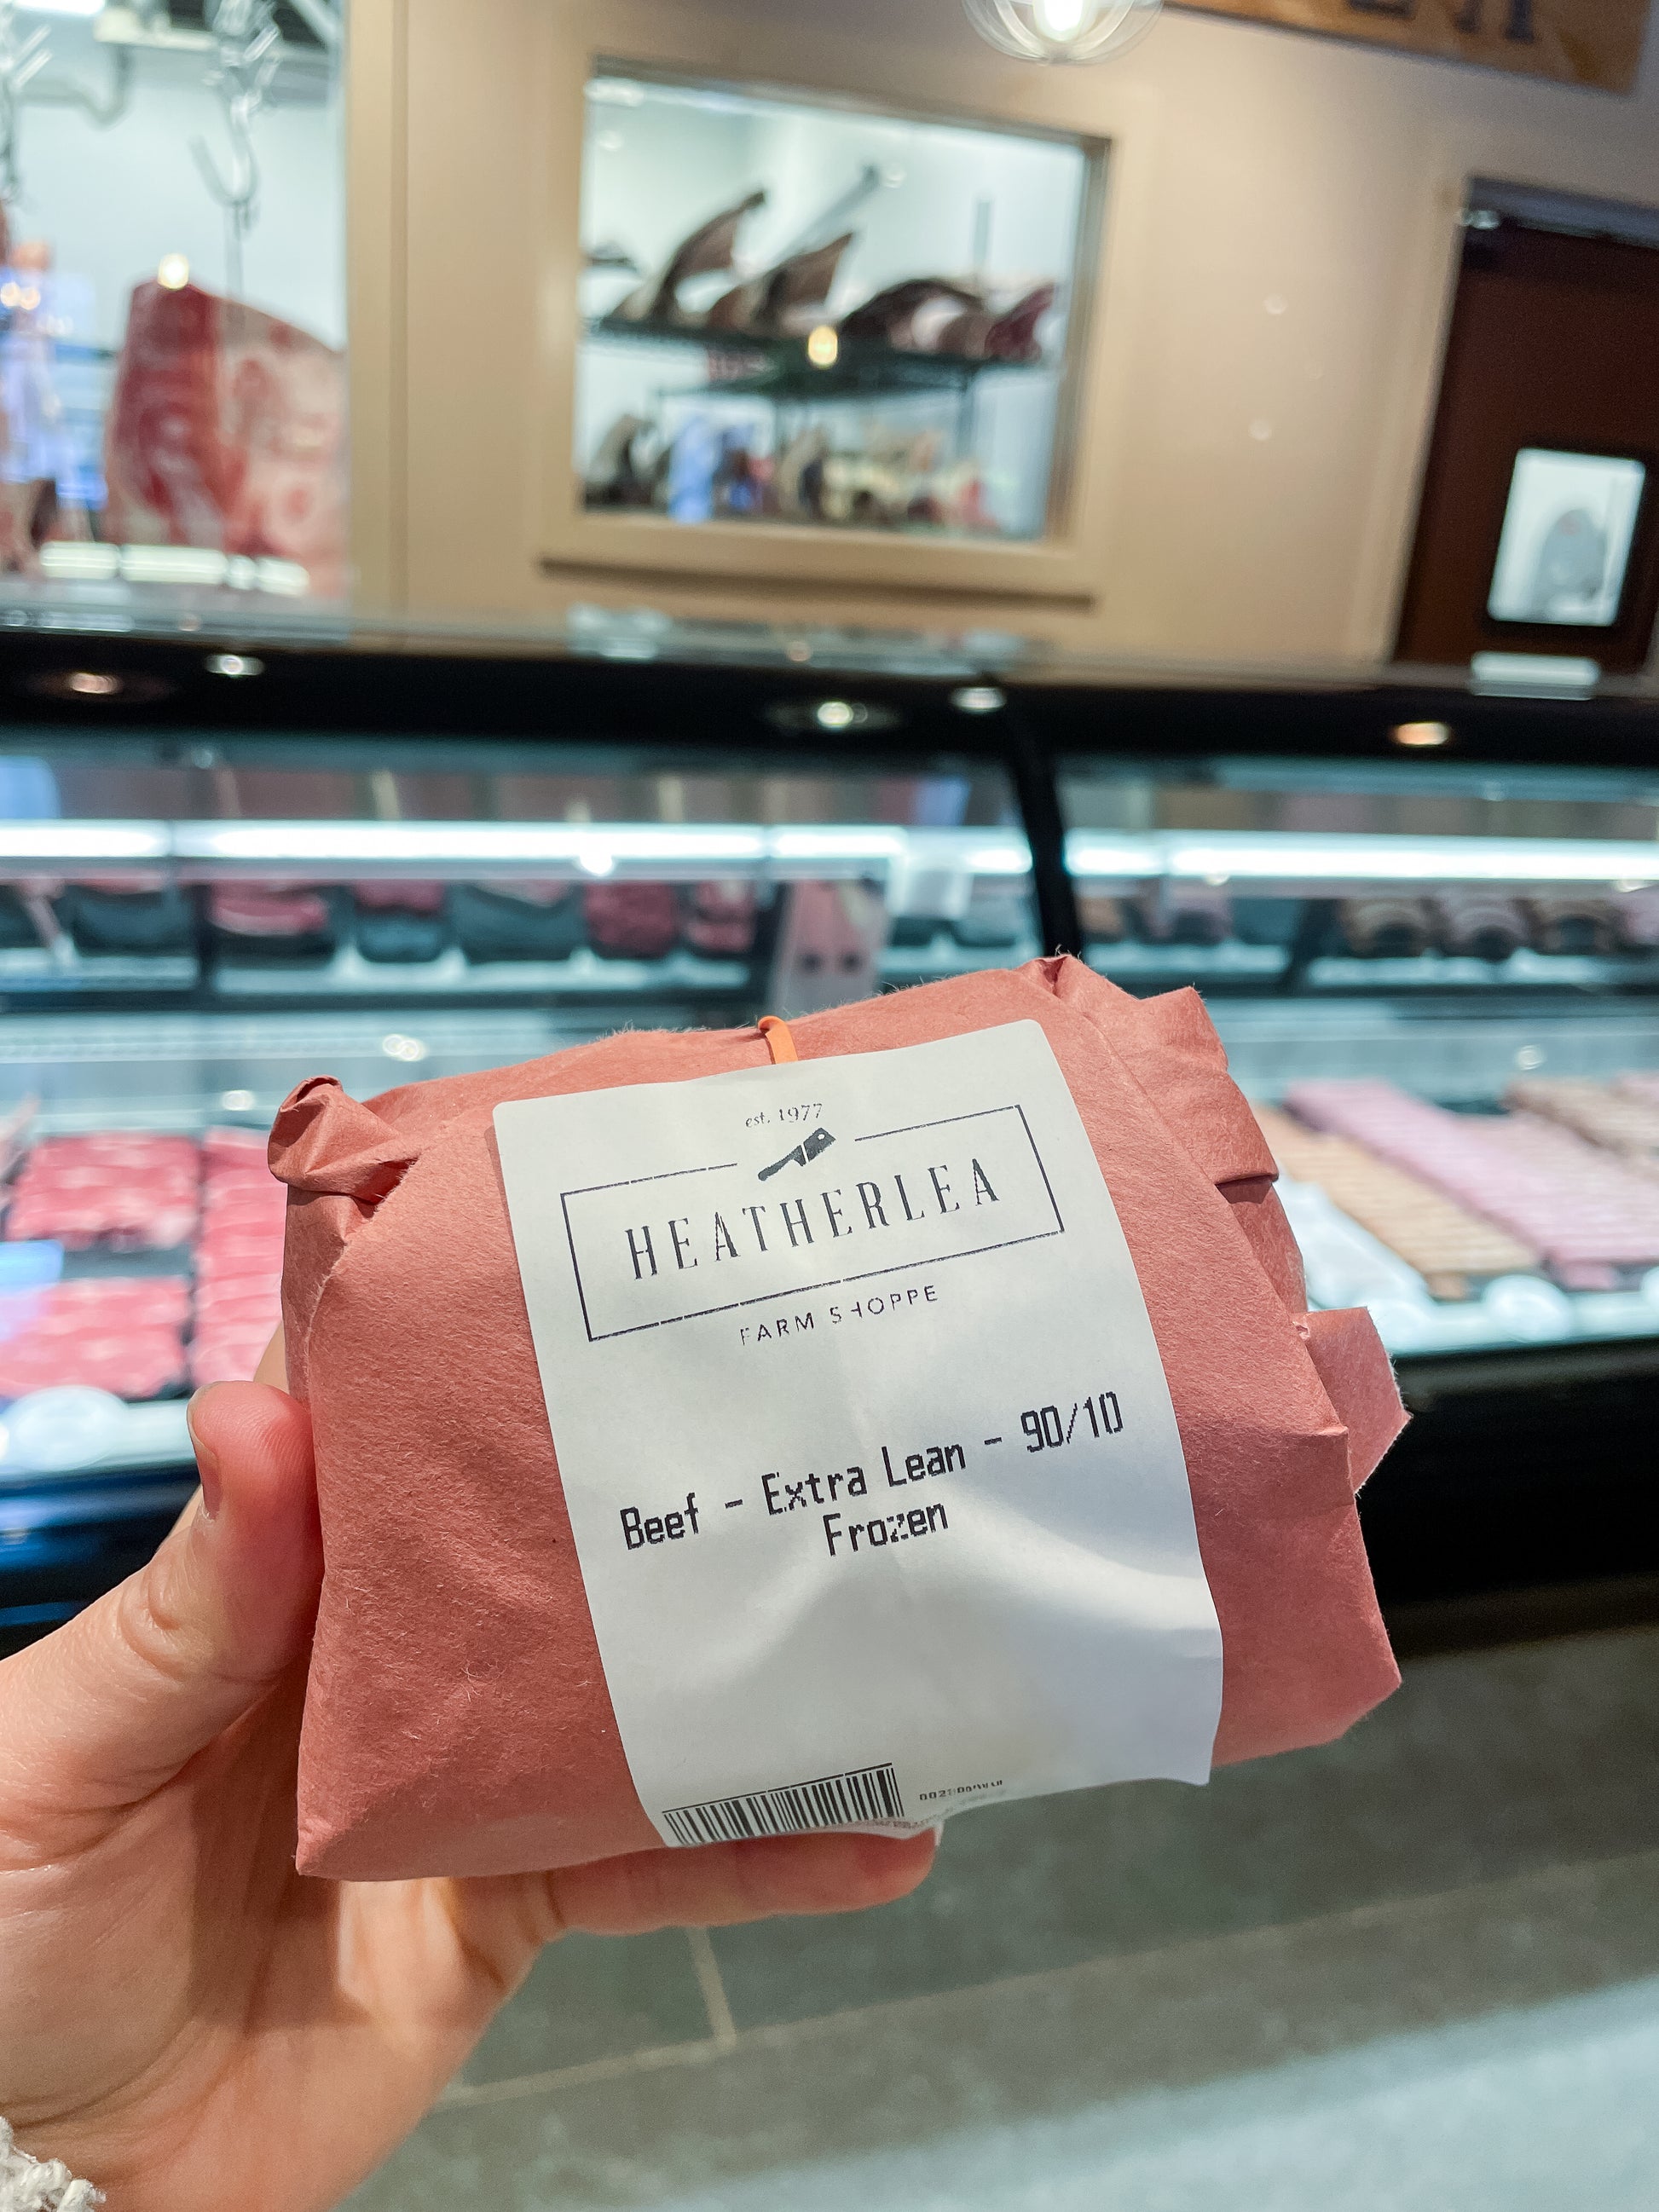 est. 1977
HEATHERLEA
FARM SHOPPE
Beef - Extra Lean - 90/10
Frozen